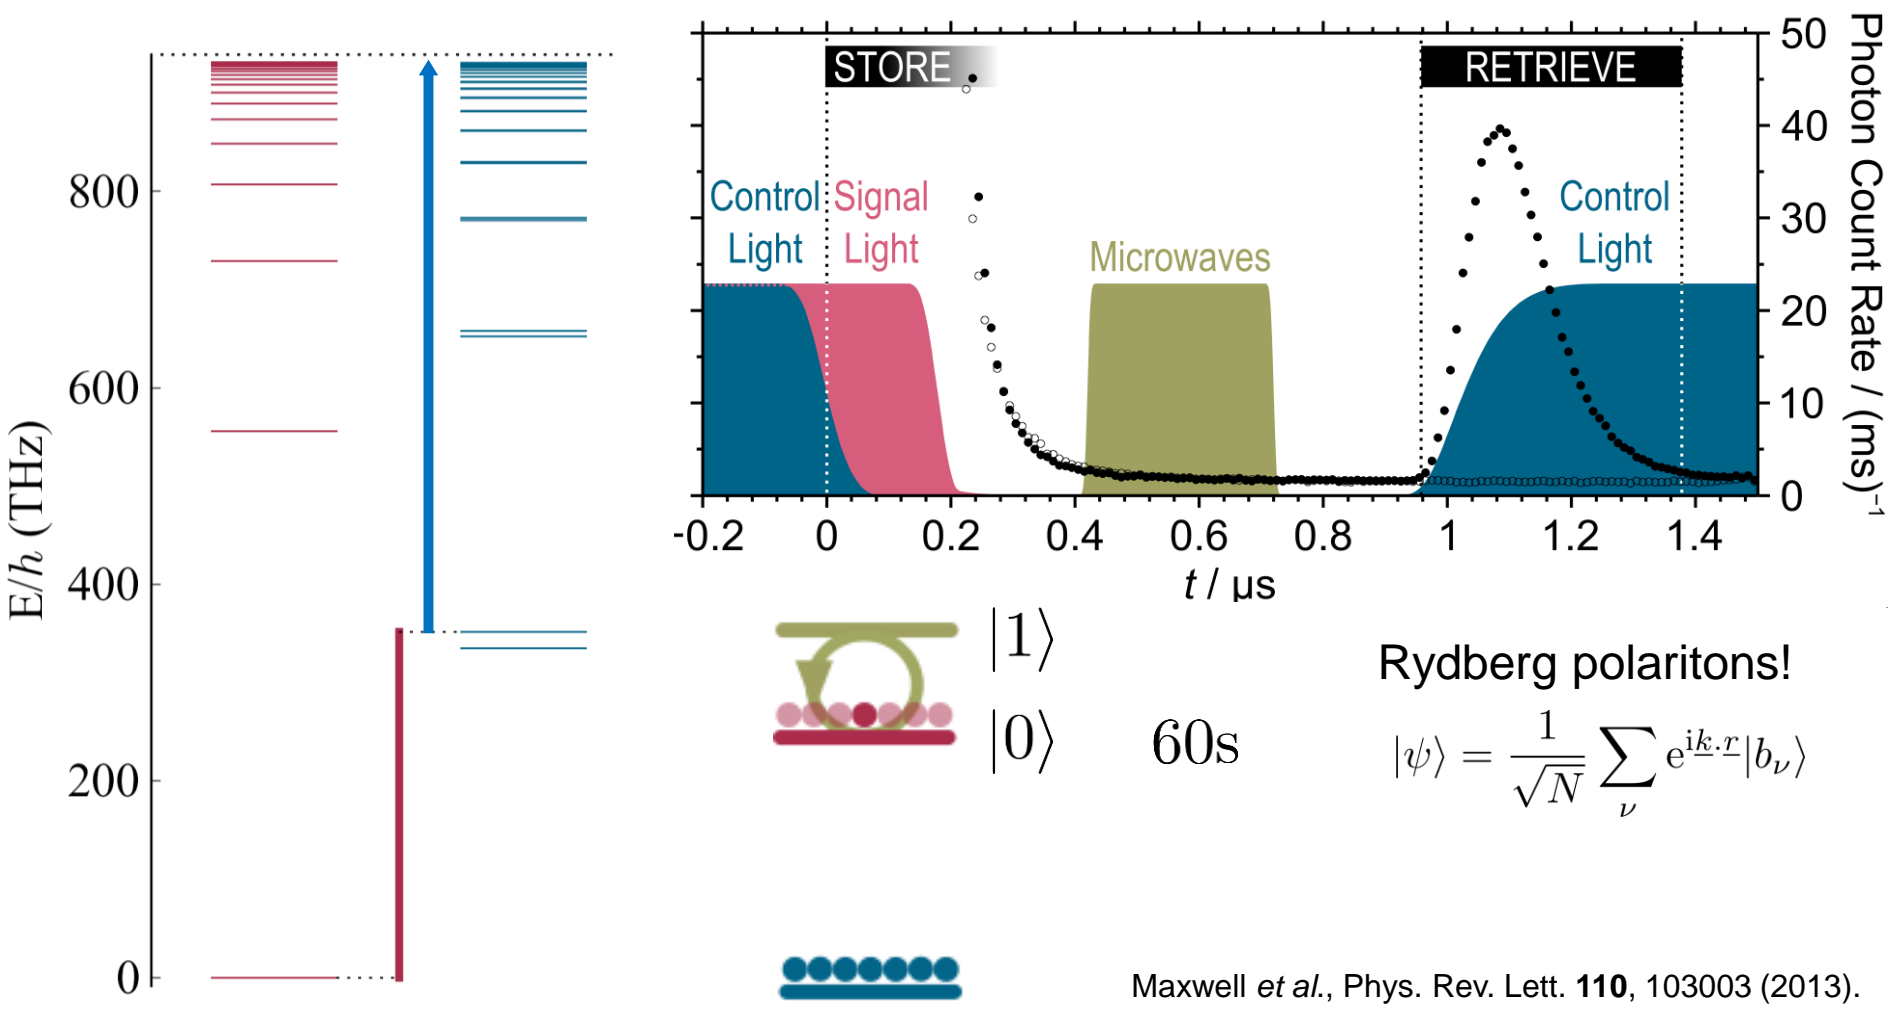 E/h (THz)
800
600
400
200
0
STORE
RETRIEVE
Control
Light
Signal
Light
Microwaves
Control
Light
50
40
30
20
10
0
Photon Count Rate / (ms)⁻¹
-0.2 0 0.2 0.4 0.6 0.8 1 1.2 1.4
t / μs
|1⟩
|0⟩
60s
Rydberg polaritons!
|ψ⟩ = 1/√N ∑ν e^{ik.r}|bν⟩
Maxwell et al., Phys. Rev. Lett. 110, 103003 (2013).